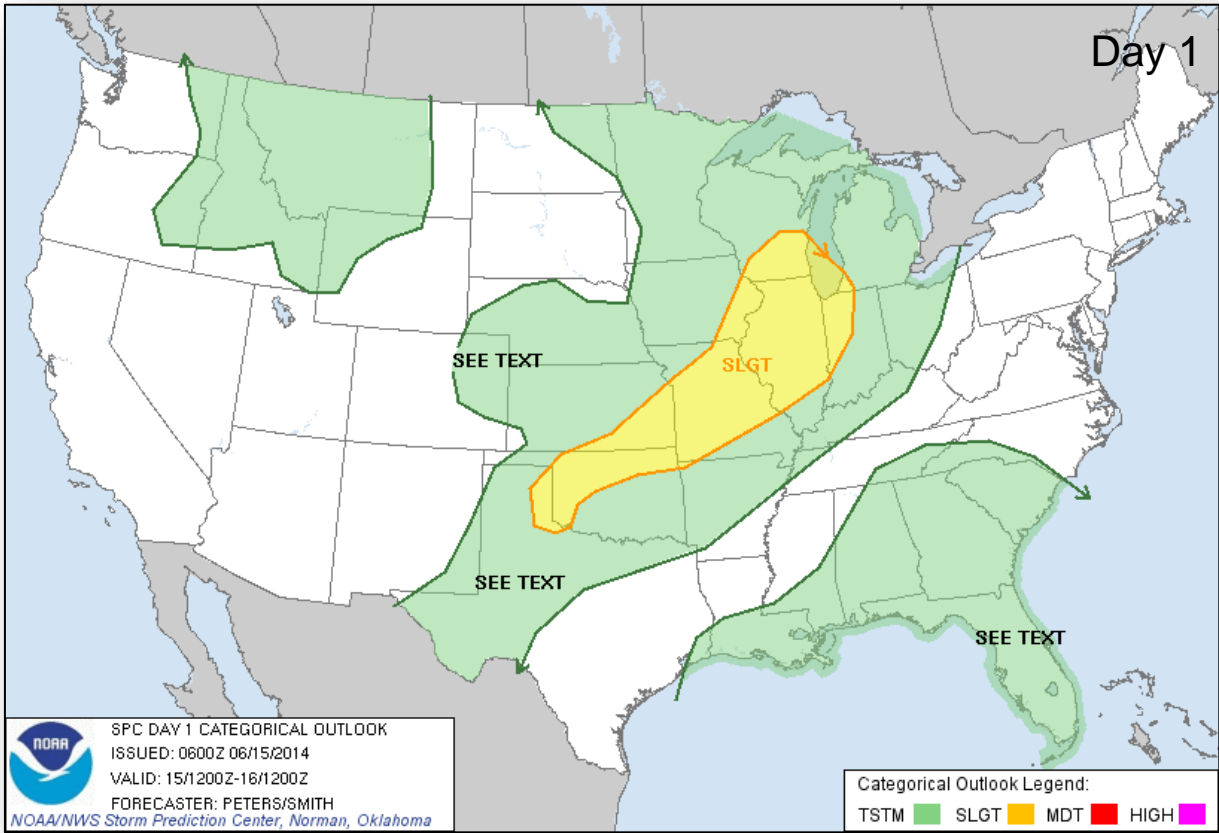 Day 1
SEE TEXT
SLGT
SEE TEXT
SEE TEXT
NOAA
SPC DAY 1 CATEGORICAL OUTLOOK
ISSUED: 0600Z 06/15/2014
VALID: 15/1200Z-16/1200Z
FORECASTER: PETERS/SMITH
NOAA/NWS Storm Prediction Center, Norman, Oklahoma
Categorical Outlook Legend:
TSTM SLGT MDT HIGH